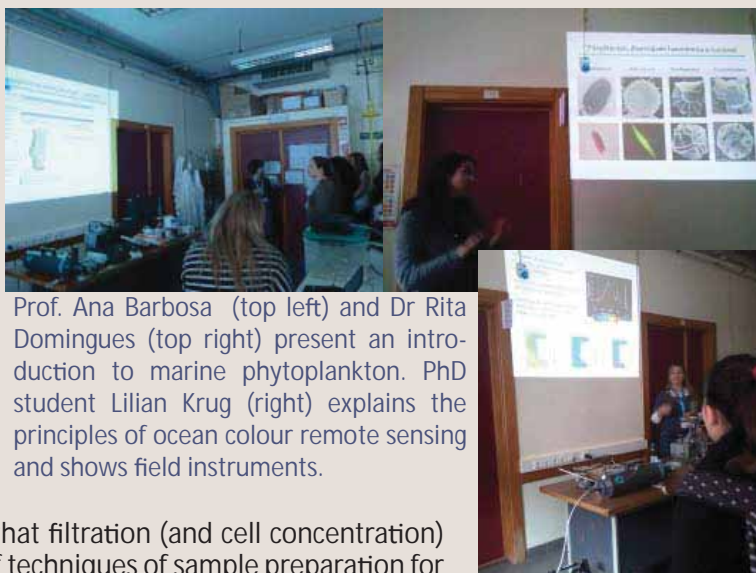 Prof. Ana Barbosa (top left) and Dr Rita
Domingues (top right) present an intro-
duction to marine phytoplankton. PhD
student Lilian Krug (right) explains the
principles of ocean colour remote sensing
and shows field instruments.
hat filtration (and cell concentration)
f techniques of sample preparation for